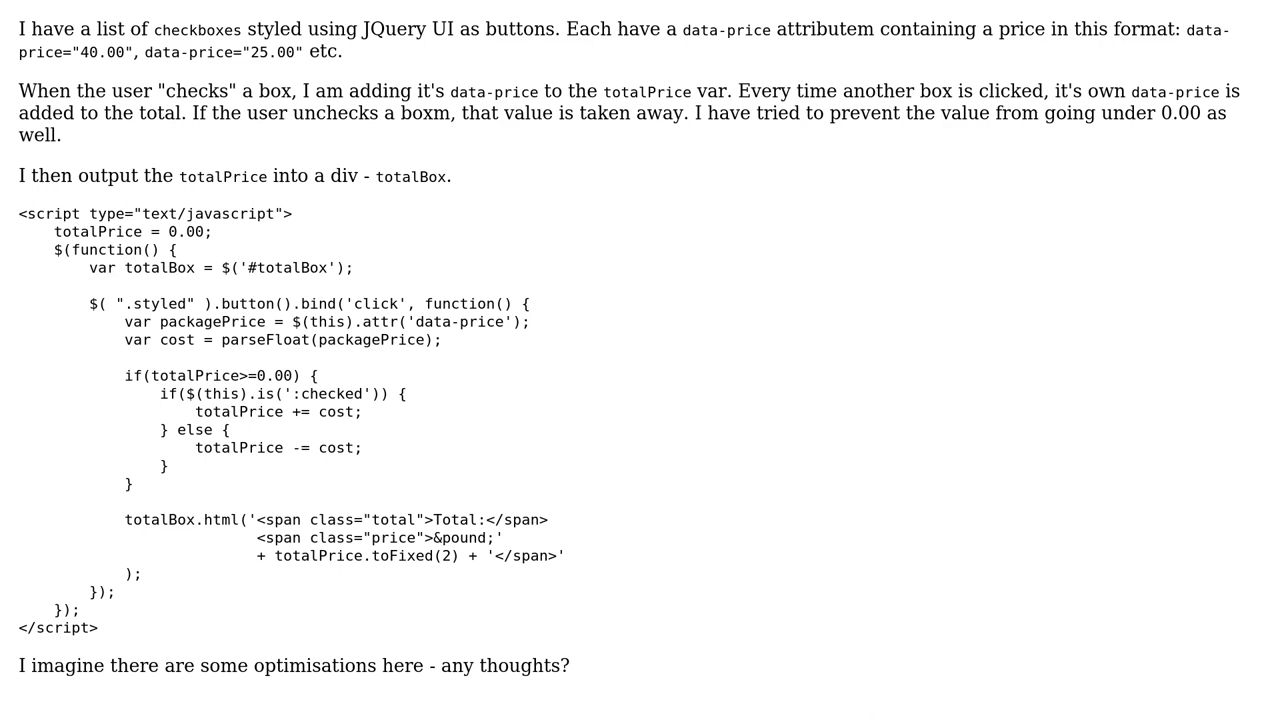 I have a list of checkboxes styled using JQuery UI as buttons. Each have a data-price attributem containing a price in this format: data-
price="40.00", data-price="25.00" etc.
When the user "checks" a box, I am adding it's data-price to the totalPrice var. Every time another box is clicked, it's own data-price is
added to the total. If the user unchecks a boxm, that value is taken away. I have tried to prevent the value from going under 0.00 as
well.
I then output the totalPrice into a div - totalBox.
<script type="text/javascript">
    totalPrice = 0.00;
    $(function() {
        var totalBox = $('#totalBox');

        $( ".styled" ).button().bind('click', function() {
            var packagePrice = $(this).attr('data-price');
            var cost = parseFloat(packagePrice);

            if(totalPrice>=0.00) {
                if($(this).is(':checked')) {
                    totalPrice += cost;
                } else {
                    totalPrice -= cost;
                }
            }

            totalBox.html('<span class="total">Total:</span>
                           <span class="price">&pound;'
                           + totalPrice.toFixed(2) + '</span>'
            );
        });
    });
</script>
I imagine there are some optimisations here - any thoughts?